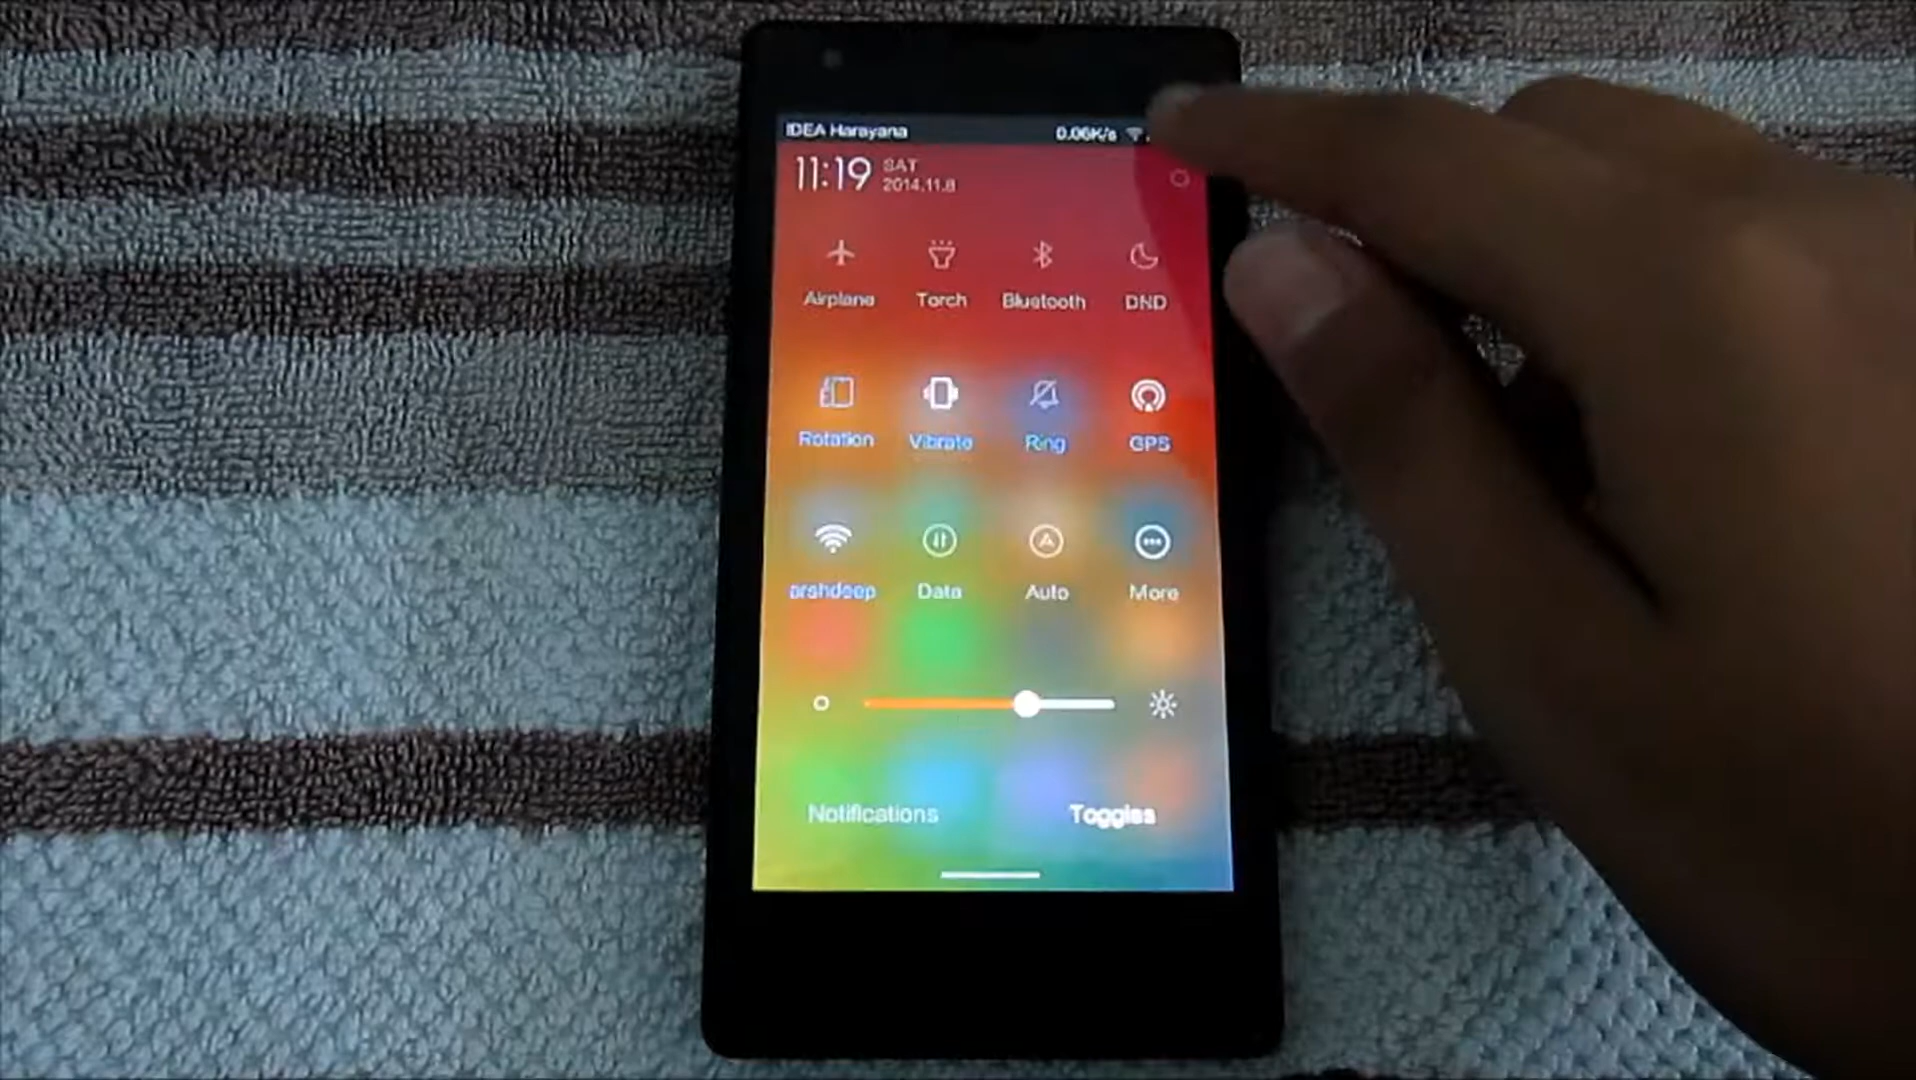 IDEA Harayana 0.06K/s
11:19 SAT
2014.11.8
Airplane Torch Bluetooth DND
Rotation Vibrate Ring GPS
arshdeep Data Auto More
Notifications Toggles